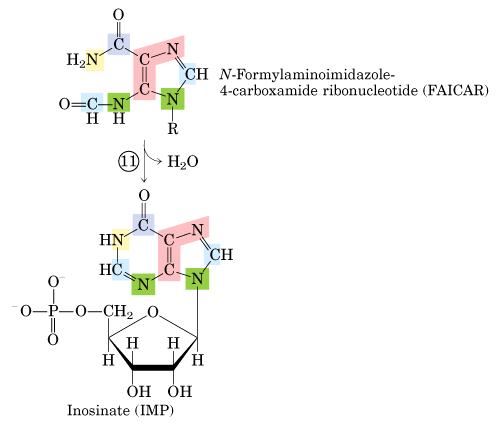 O
C
N
H₂N
C
CH
N-Formylaminoimidazole-
4-carboxamide ribonucleotide (FAICAR)
O=C
N
C
N
H
H
R
11
H₂O
O
C
N
HN
C
CH
HC
N
C
N
O⁻
⁻O–P–O–CH₂
O
O
H
H
H
H
OH
OH
Inosinate (IMP)